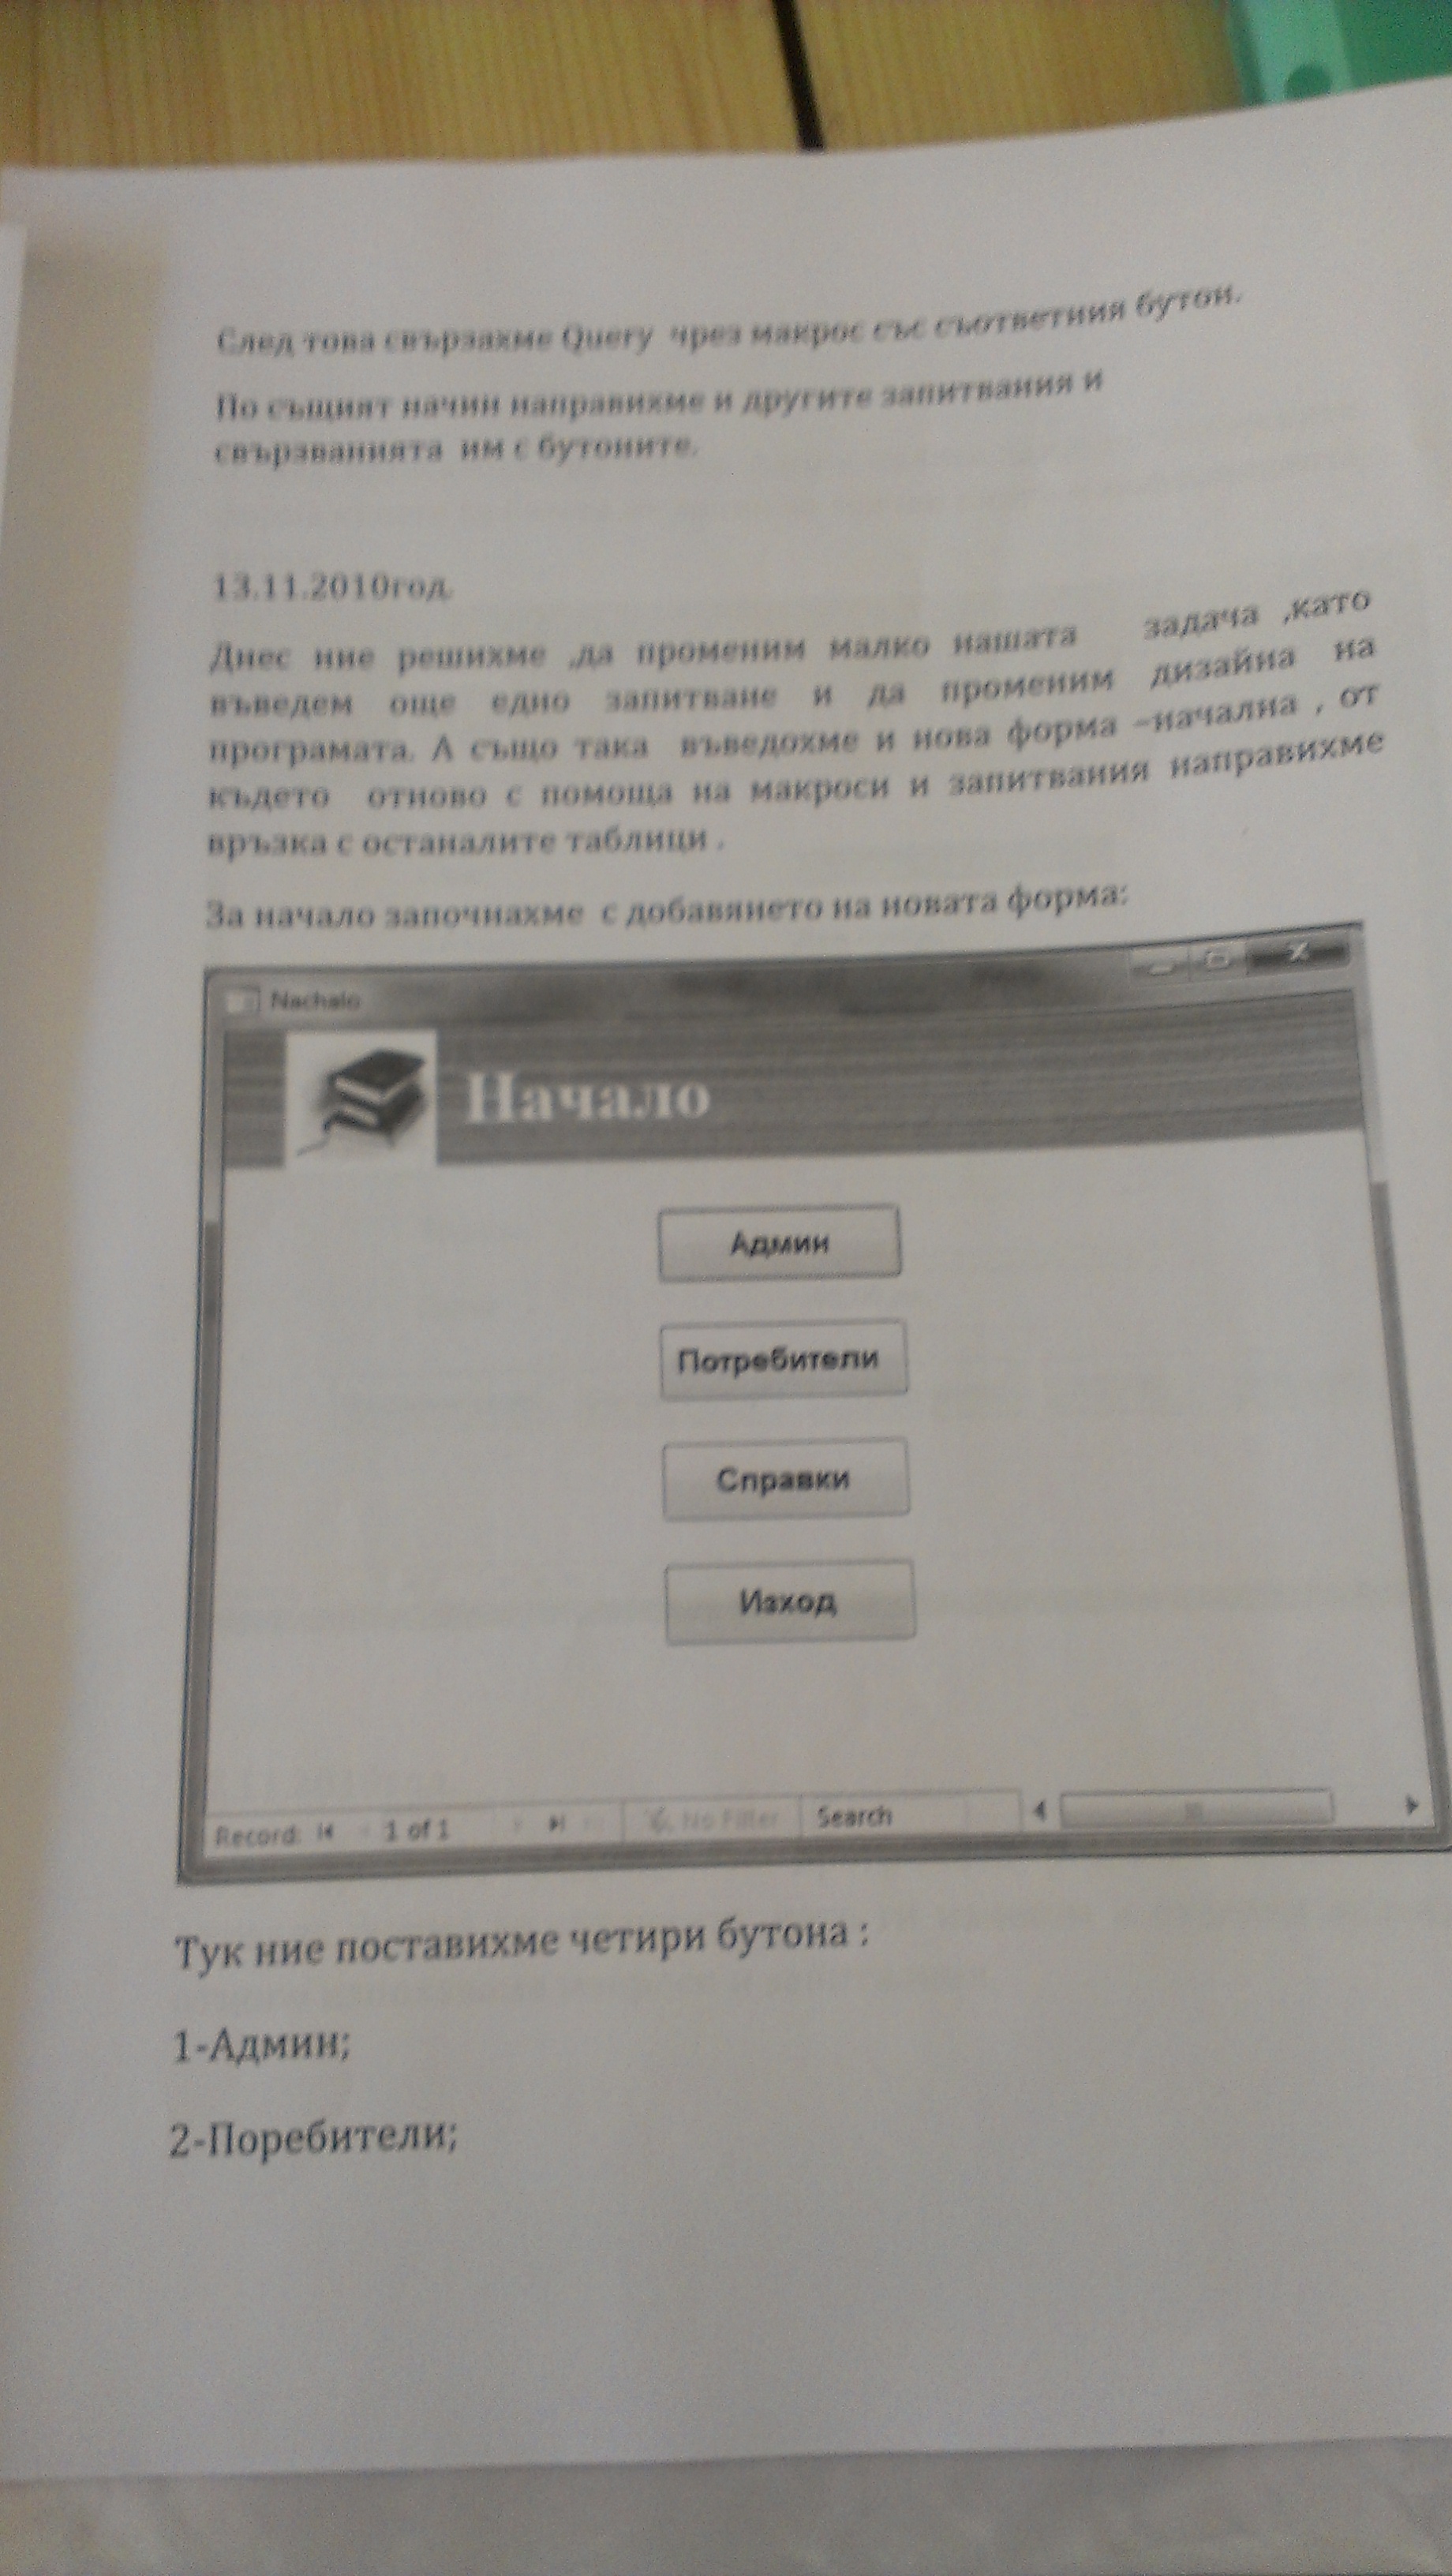 След това свързахме Query чрез макрос със съответния бутон.
По същият начин направихме и другите запитвания и
свързванията им с бутоните.
13.11.2010год.
Днес ние решихме ,да променим малко нашата задача ,като
въведем още едно запитване и да променим дизайна на
програмата. А също така въведохме и нова форма –начална , от
където отново с помоща на макроси и запитвания направихме
връзка с останалите таблици .
За начало започнахме с добавянето на новата форма:
Nachalo
Начало
Админ
Потребители
Справки
Изход
Record: 1 of 1 No Filter Search
Тук ние поставихме четири бутона :
1-Админ;
2-Поребители;